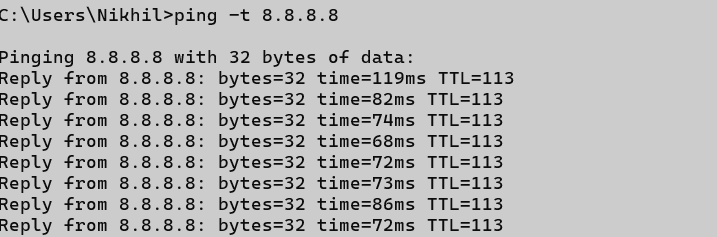 C:\Users\Nikhil>ping -t 8.8.8.8
Pinging 8.8.8.8 with 32 bytes of data:
Reply from 8.8.8.8: bytes=32 time=119ms TTL=113
Reply from 8.8.8.8: bytes=32 time=82ms TTL=113
Reply from 8.8.8.8: bytes=32 time=74ms TTL=113
Reply from 8.8.8.8: bytes=32 time=68ms TTL=113
Reply from 8.8.8.8: bytes=32 time=72ms TTL=113
Reply from 8.8.8.8: bytes=32 time=73ms TTL=113
Reply from 8.8.8.8: bytes=32 time=86ms TTL=113
Reply from 8.8.8.8: bytes=32 time=72ms TTL=113